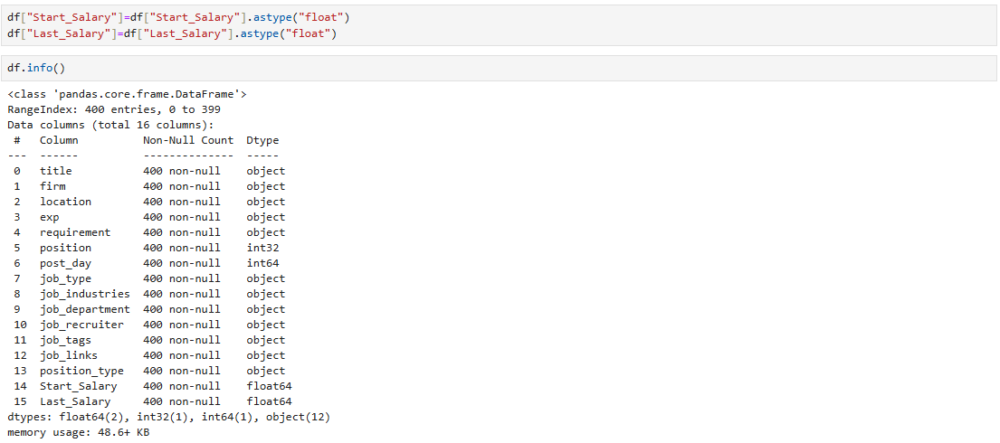 df["Start_Salary"]=df["Start_Salary"].astype("float")
df["Last_Salary"]=df["Last_Salary"].astype("float")
df.info()
<class 'pandas.core.frame.DataFrame'>
RangeIndex: 400 entries, 0 to 399
Data columns (total 16 columns):
 #   Column          Non-Null Count  Dtype
---  ------          --------------  -----
 0   title           400 non-null    object
 1   firm            400 non-null    object
 2   location        400 non-null    object
 3   exp             400 non-null    object
 4   requirement     400 non-null    object
 5   position        400 non-null    int32
 6   post_day        400 non-null    int64
 7   job_type        400 non-null    object
 8   job_industries  400 non-null    object
 9   job_department  400 non-null    object
 10  job_recruiter   400 non-null    object
 11  job_tags        400 non-null    object
 12  job_links       400 non-null    object
 13  position_type   400 non-null    object
 14  Start_Salary    400 non-null    float64
 15  Last_Salary     400 non-null    float64
dtypes: float64(2), int32(1), int64(1), object(12)
memory usage: 48.6+ KB